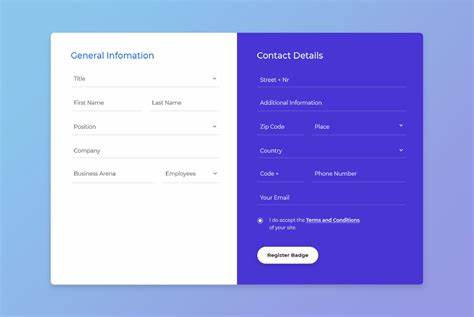 General Infomation
Title
First Name Last Name
Position
Company
Business Arena Employees
Contact Details
Street + Nr
Additional Information
Zip Code Place
Country
Code + Phone Number
Your Email
I do accept the Terms and Conditions
of your site.
Register Badge